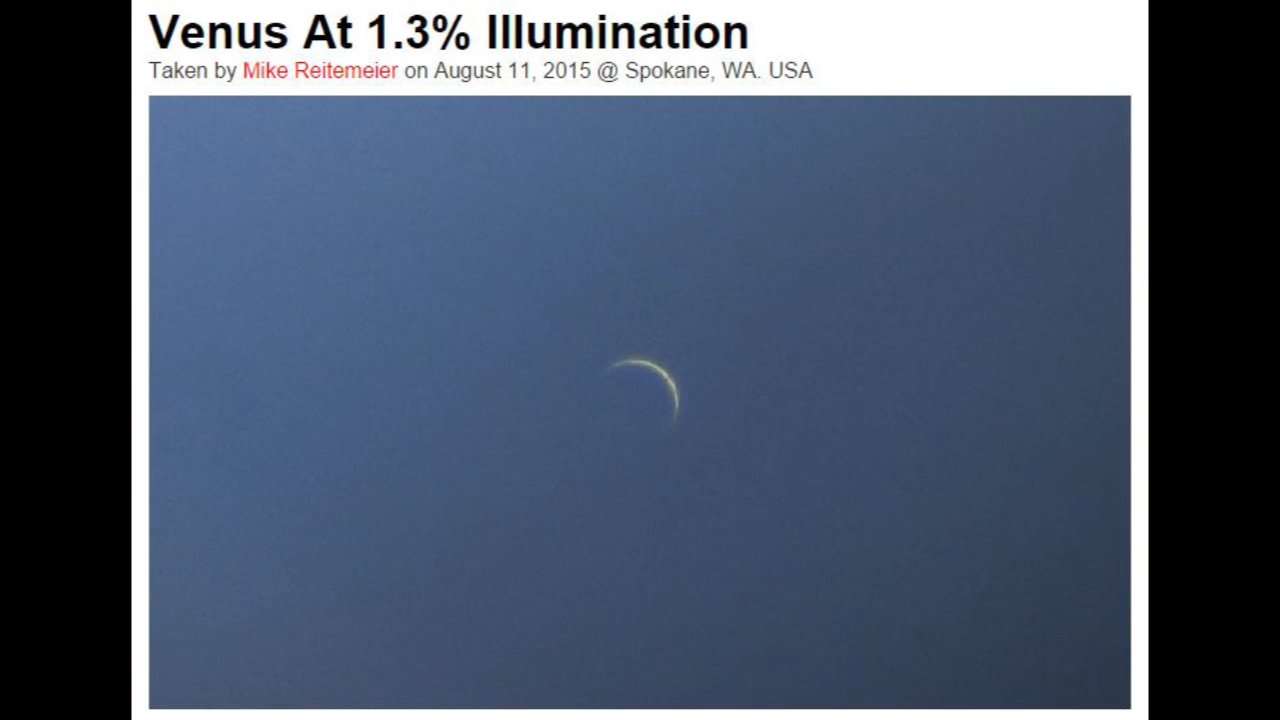 Venus At 1.3% Illumination
Taken by Mike Reitemeier on August 11, 2015 @ Spokane, WA. USA